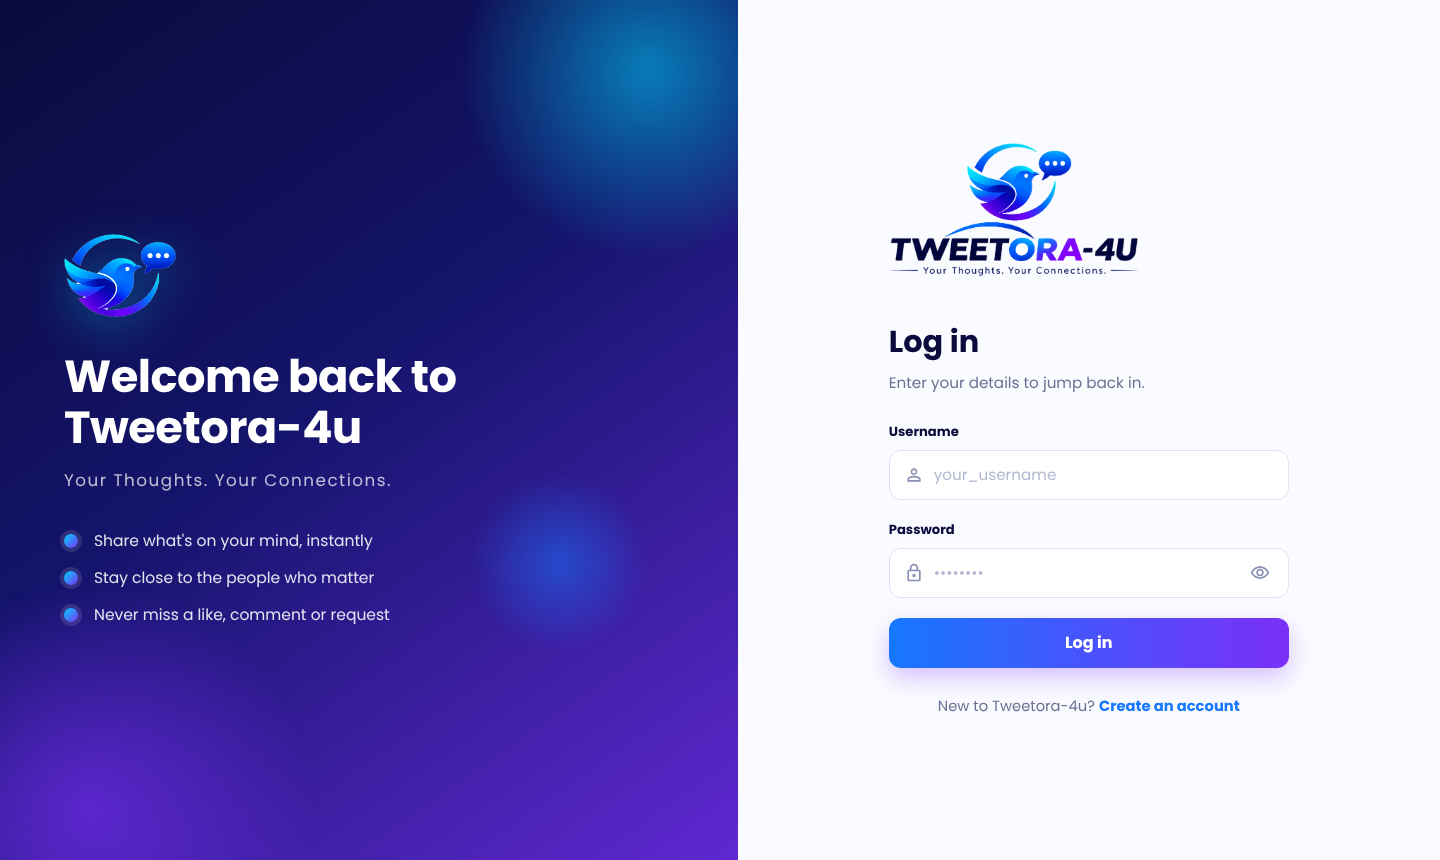 Welcome back to
Tweetora-4u
Your Thoughts. Your Connections.
Share what's on your mind, instantly
Stay close to the people who matter
Never miss a like, comment or request
TWEETORA-4U
Your Thoughts. Your Connections.
Log in
Enter your details to jump back in.
Username
your_username
Password
••••••••
Log in
New to Tweetora-4u? Create an account